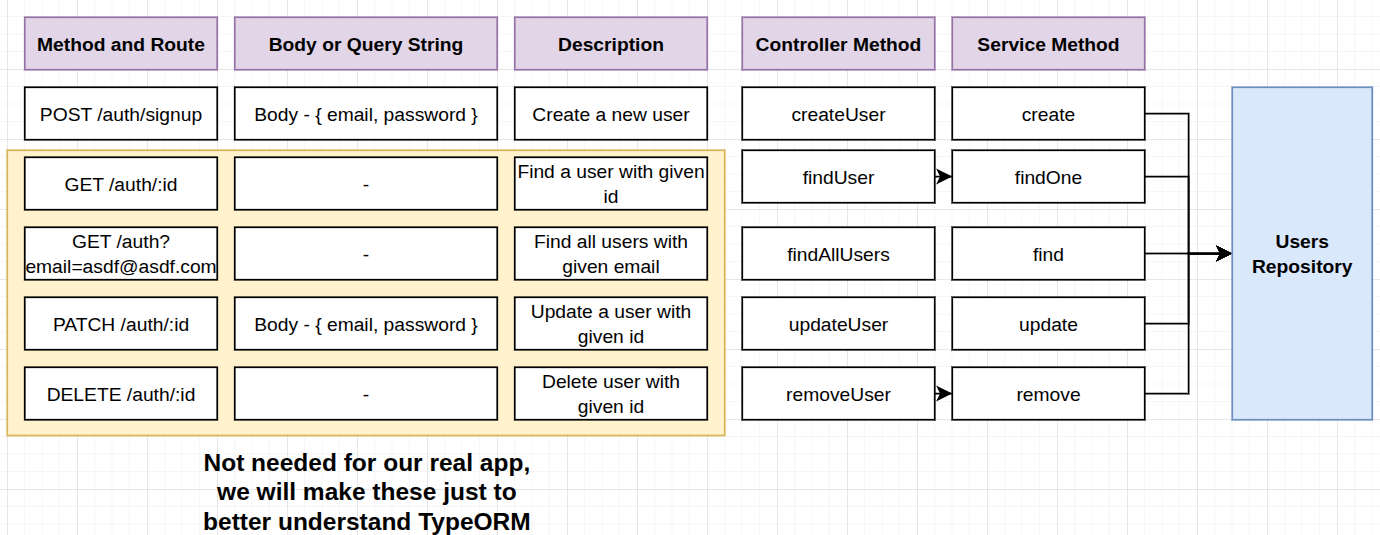 Method and Route
Body or Query String
Description
Controller Method
Service Method
POST /auth/signup
Body - { email, password }
Create a new user
createUser
create
GET /auth/:id
-
Find a user with given
id
findUser
findOne
GET /auth?
email=asdf@asdf.com
-
Find all users with
given email
findAllUsers
find
Users
Repository
PATCH /auth/:id
Body - { email, password }
Update a user with
given id
updateUser
update
DELETE /auth/:id
-
Delete user with
given id
removeUser
remove
Not needed for our real app,
we will make these just to
better understand TypeORM